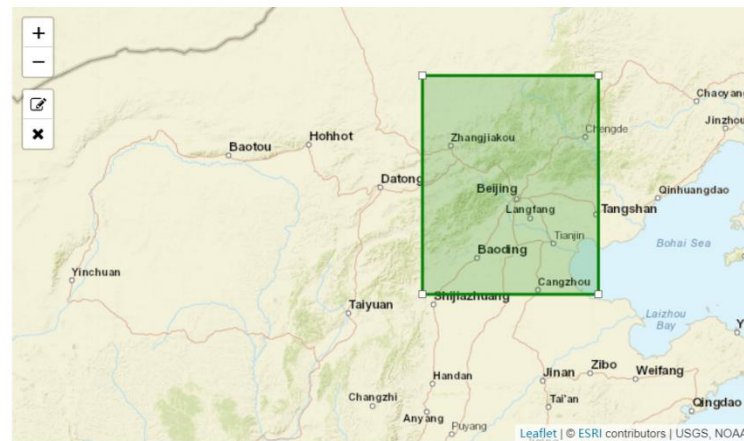 +
−
Chaoyan
Jinzhou
Hohhot
Baotou
Zhangjiakou
Chengde
Datong
Beijing
Qinhuangdao
Langfang
Tangshan
Tianjin
Bohai Sea
Baoding
Yinchuan
Cangzhou
Shijiazhuang
Taiyuan
Laizhou
Bay
Y
Jinan
Zibo
Weifang
Handan
Changzhi
Tai'an
Qingdao
Anyang
Puyang
Leaflet | © ESRI contributors | USGS, NOAA